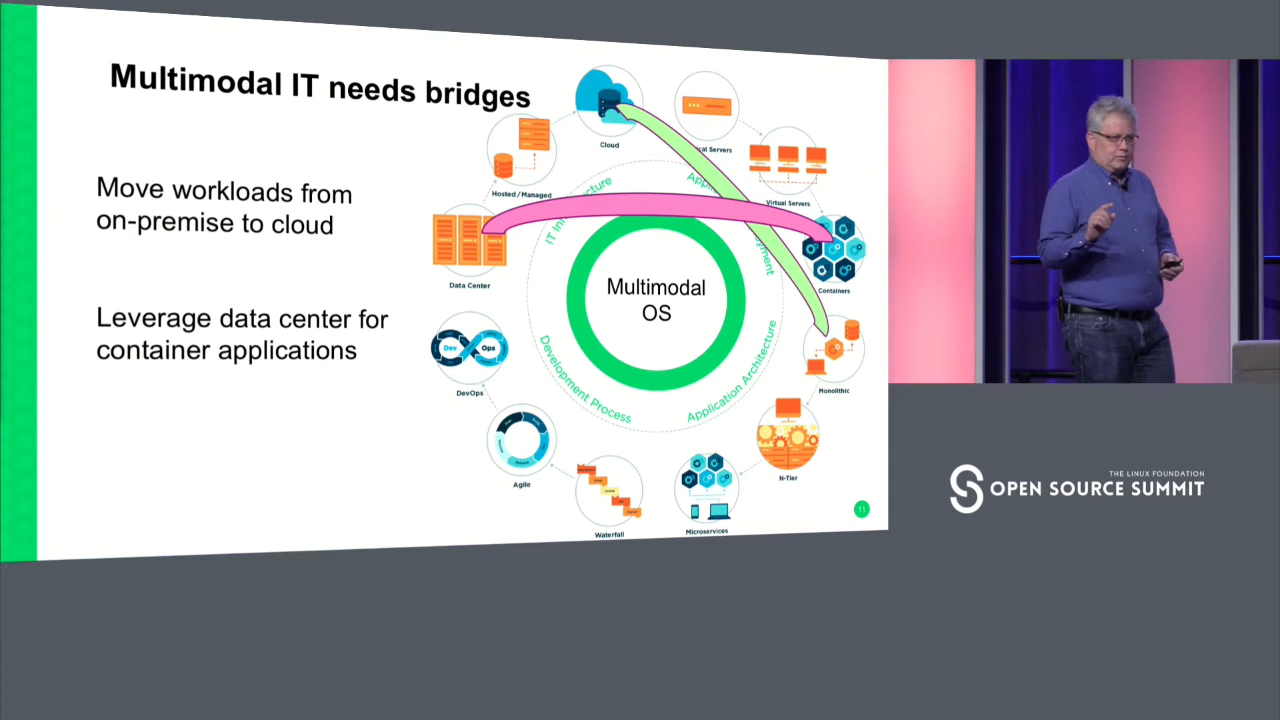 Multimodal IT needs bridges
Move workloads from
on-premise to cloud
Leverage data center for
container applications
Cloud
Servers
Hosted / Managed
Virtual Servers
Data Center
Containers
Multimodal
OS
Dev
Ops
DevOps
Development Process
Application Architecture
Monolithic
Agile
N-Tier
Waterfall
Microservices
11
THE LINUX FOUNDATION
OPEN SOURCE SUMMIT